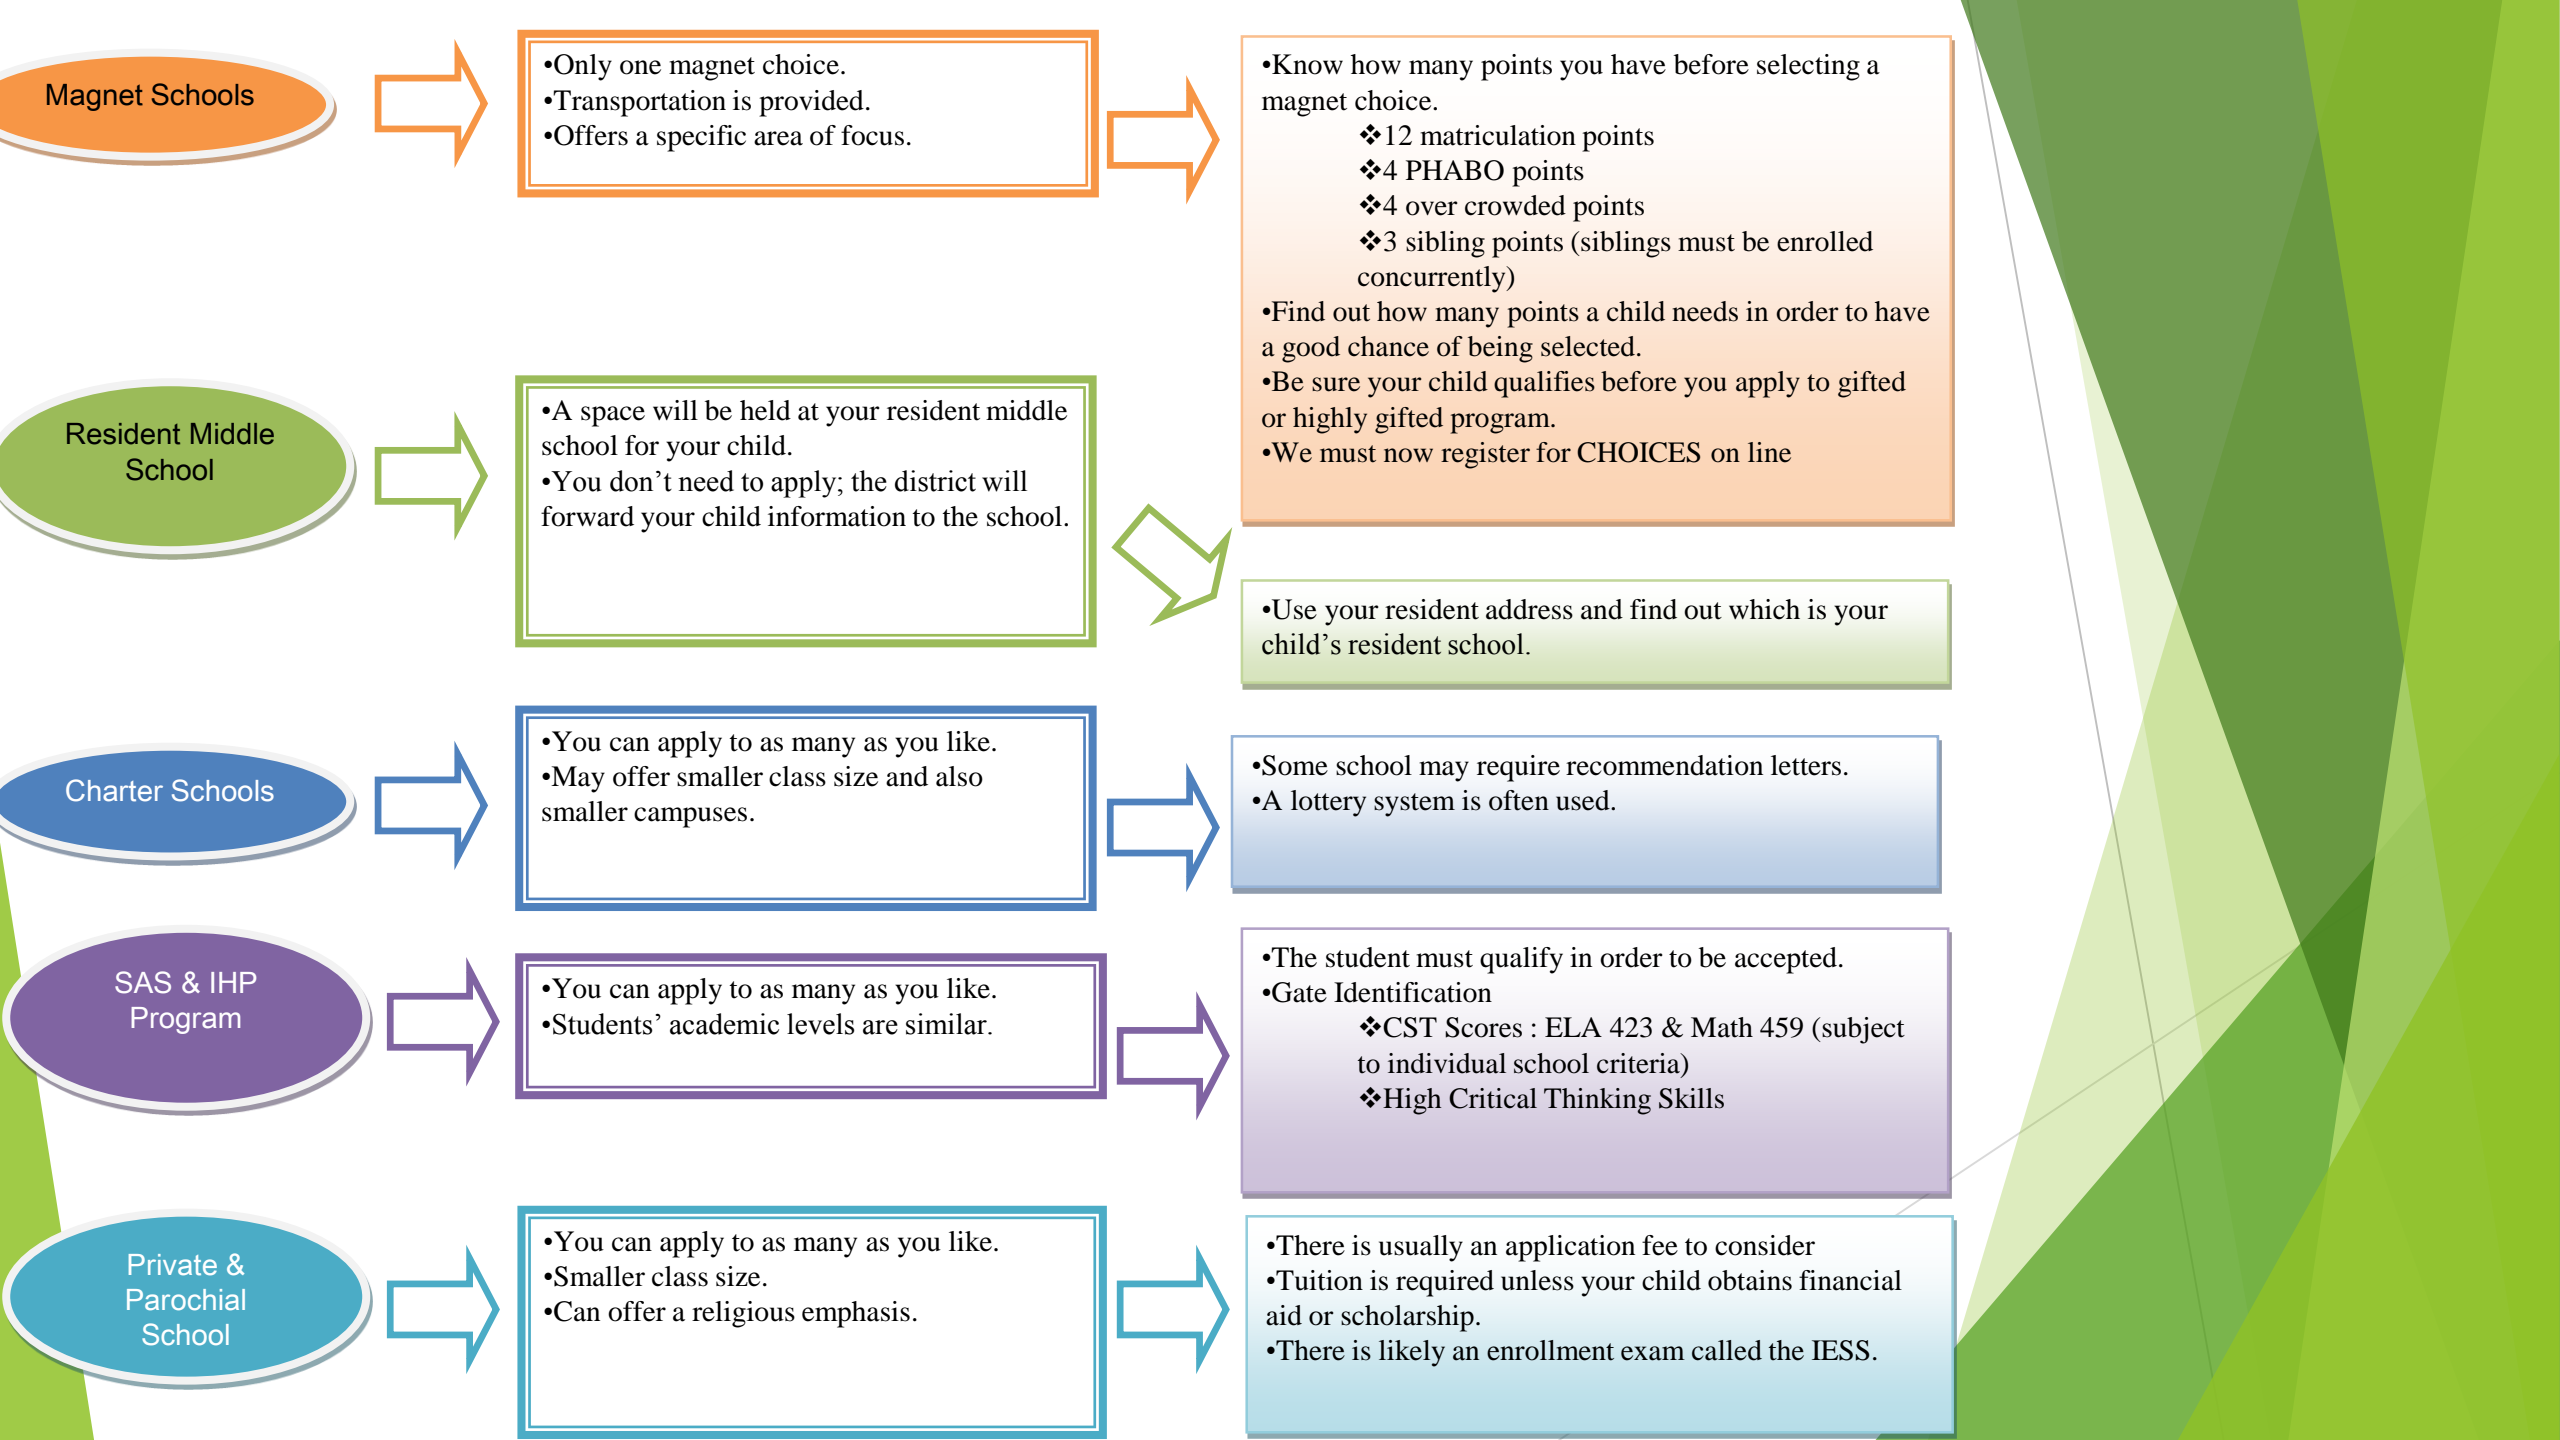 Magnet Schools
•Only one magnet choice.
•Transportation is provided.
•Offers a specific area of focus.
•Know how many points you have before selecting a
magnet choice.
❖12 matriculation points
❖4 PHABO points
❖4 over crowded points
❖3 sibling points (siblings must be enrolled
concurrently)
•Find out how many points a child needs in order to have
a good chance of being selected.
•Be sure your child qualifies before you apply to gifted
or highly gifted program.
•We must now register for CHOICES on line
Resident Middle
School
•A space will be held at your resident middle
school for your child.
•You don’t need to apply; the district will
forward your child information to the school.
•Use your resident address and find out which is your
child’s resident school.
Charter Schools
•You can apply to as many as you like.
•May offer smaller class size and also
smaller campuses.
•Some school may require recommendation letters.
•A lottery system is often used.
SAS & IHP
Program
•You can apply to as many as you like.
•Students’ academic levels are similar.
•The student must qualify in order to be accepted.
•Gate Identification
❖CST Scores : ELA 423 & Math 459 (subject
to individual school criteria)
❖High Critical Thinking Skills
Private &
Parochial
School
•You can apply to as many as you like.
•Smaller class size.
•Can offer a religious emphasis.
•There is usually an application fee to consider
•Tuition is required unless your child obtains financial
aid or scholarship.
•There is likely an enrollment exam called the IESS.